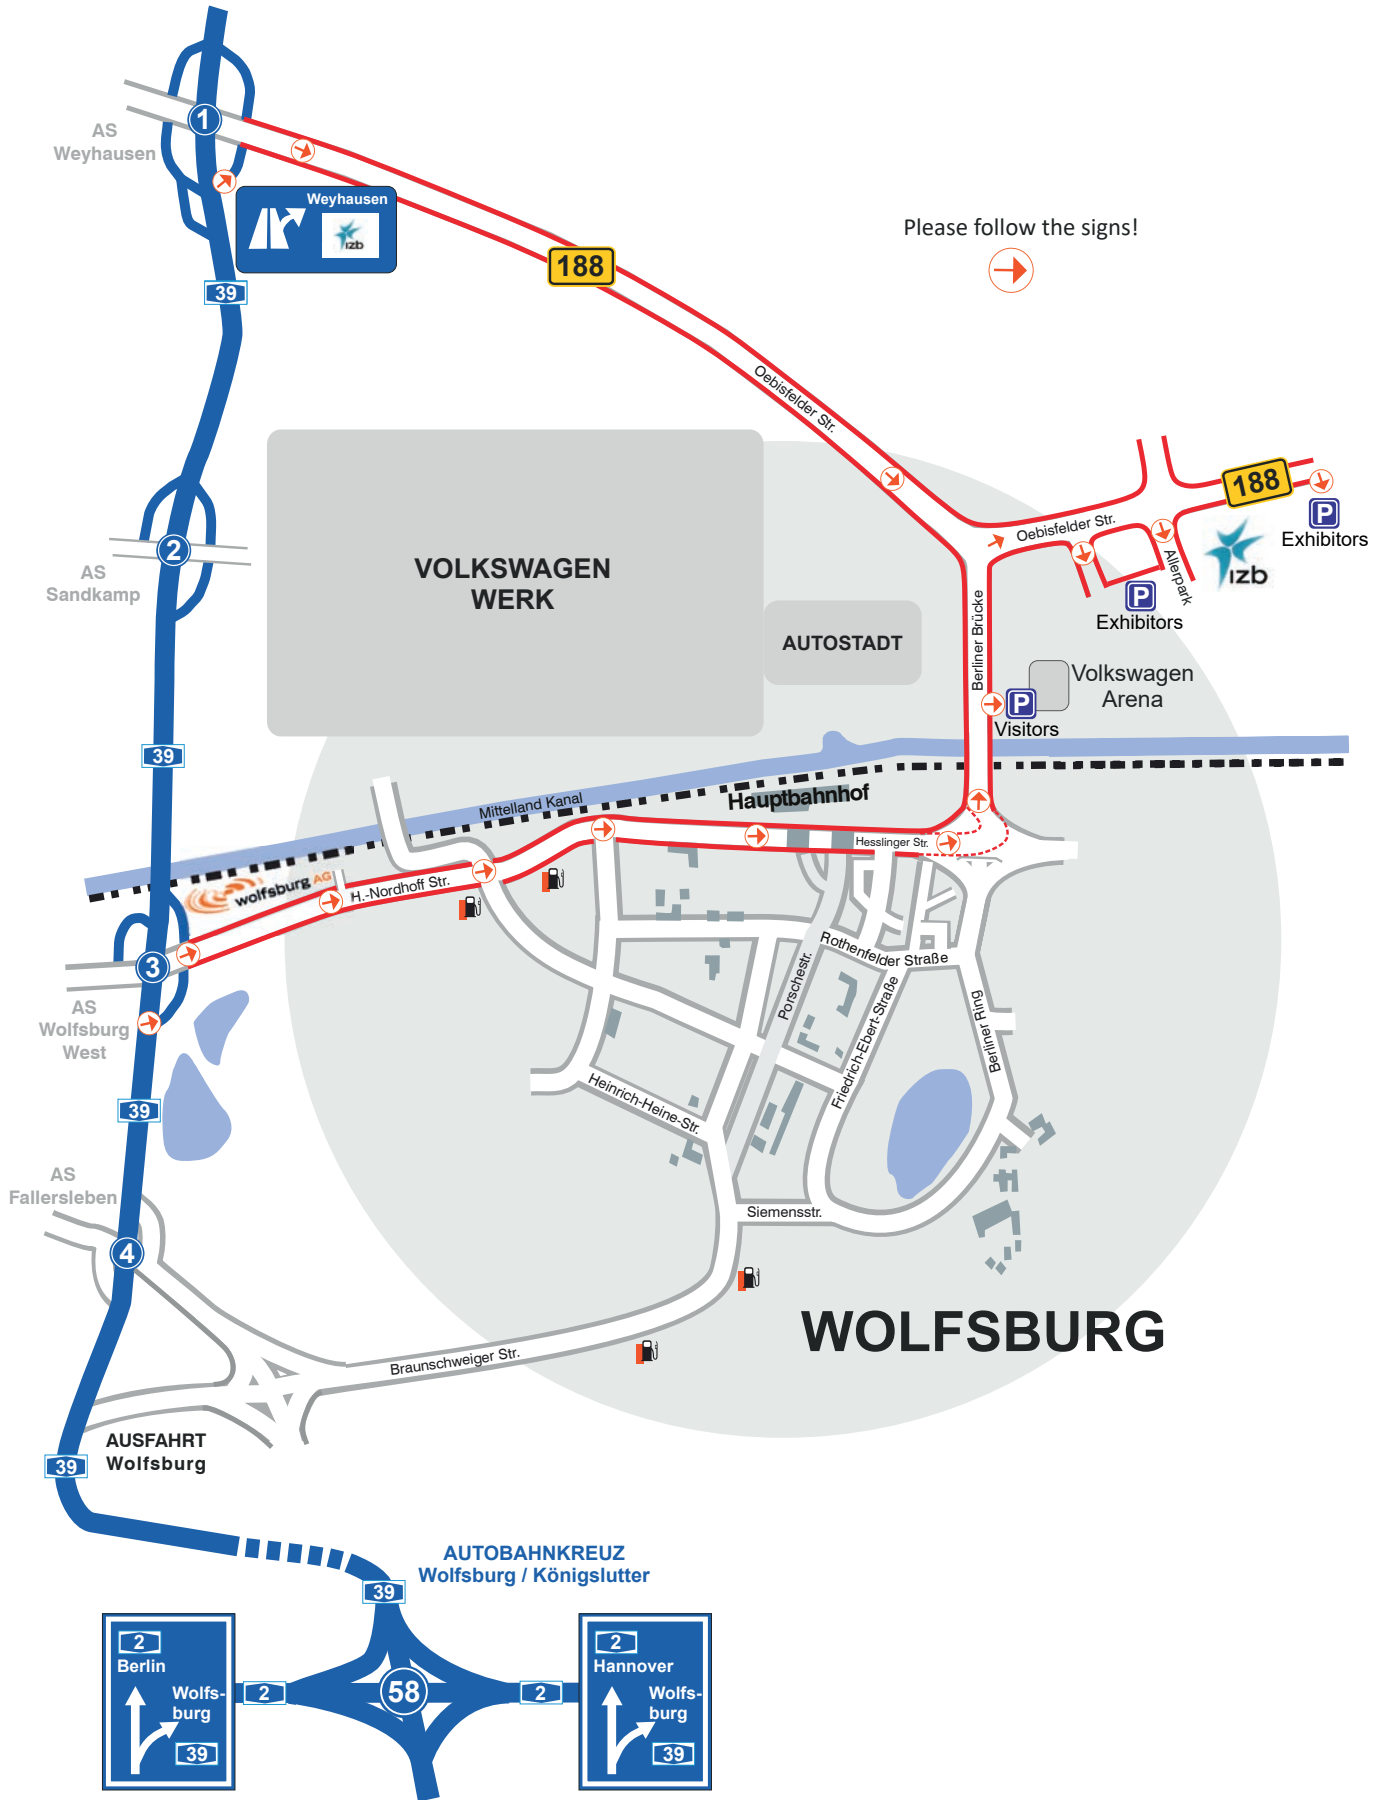 1
AS
Weyhausen
Weyhausen
izb
39
188
Please follow the signs!
Oebisfelder Str.
188
P
Exhibitors
Oebisfelder Str.
Allerpark
izb
P
Exhibitors
2
AS
Sandkamp
VOLKSWAGEN
WERK
AUTOSTADT
Berliner Brücke
Volkswagen
Arena
P
Visitors
39
Mittelland Kanal
Hauptbahnhof
Hesslinger Str.
wolfsburg AG
H.-Nordhoff Str.
3
AS
Wolfsburg
West
Rothenfelder Straße
Porschestr.
Friedrich-Ebert-Straße
Berliner Ring
Heinrich-Heine-Str.
39
AS
Fallersleben
4
Siemensstr.
WOLFSBURG
Braunschweiger Str.
AUSFAHRT
Wolfsburg
39
AUTOBAHNKREUZ
Wolfsburg / Königslutter
39
2
Berlin
Wolfs-
burg
39
2
58
2
2
Hannover
Wolfs-
burg
39